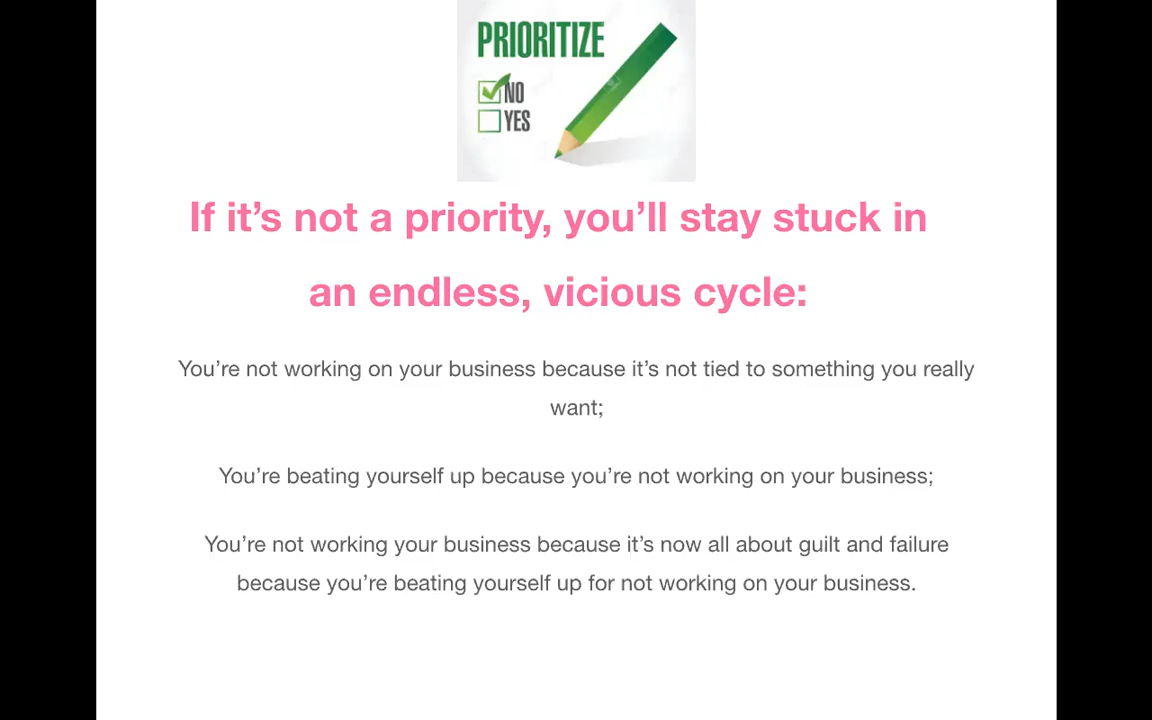 PRIORITIZE
NO
YES
If it’s not a priority, you’ll stay stuck in
an endless, vicious cycle:
You’re not working on your business because it’s not tied to something you really
want;
You’re beating yourself up because you’re not working on your business;
You’re not working your business because it’s now all about guilt and failure
because you’re beating yourself up for not working on your business.